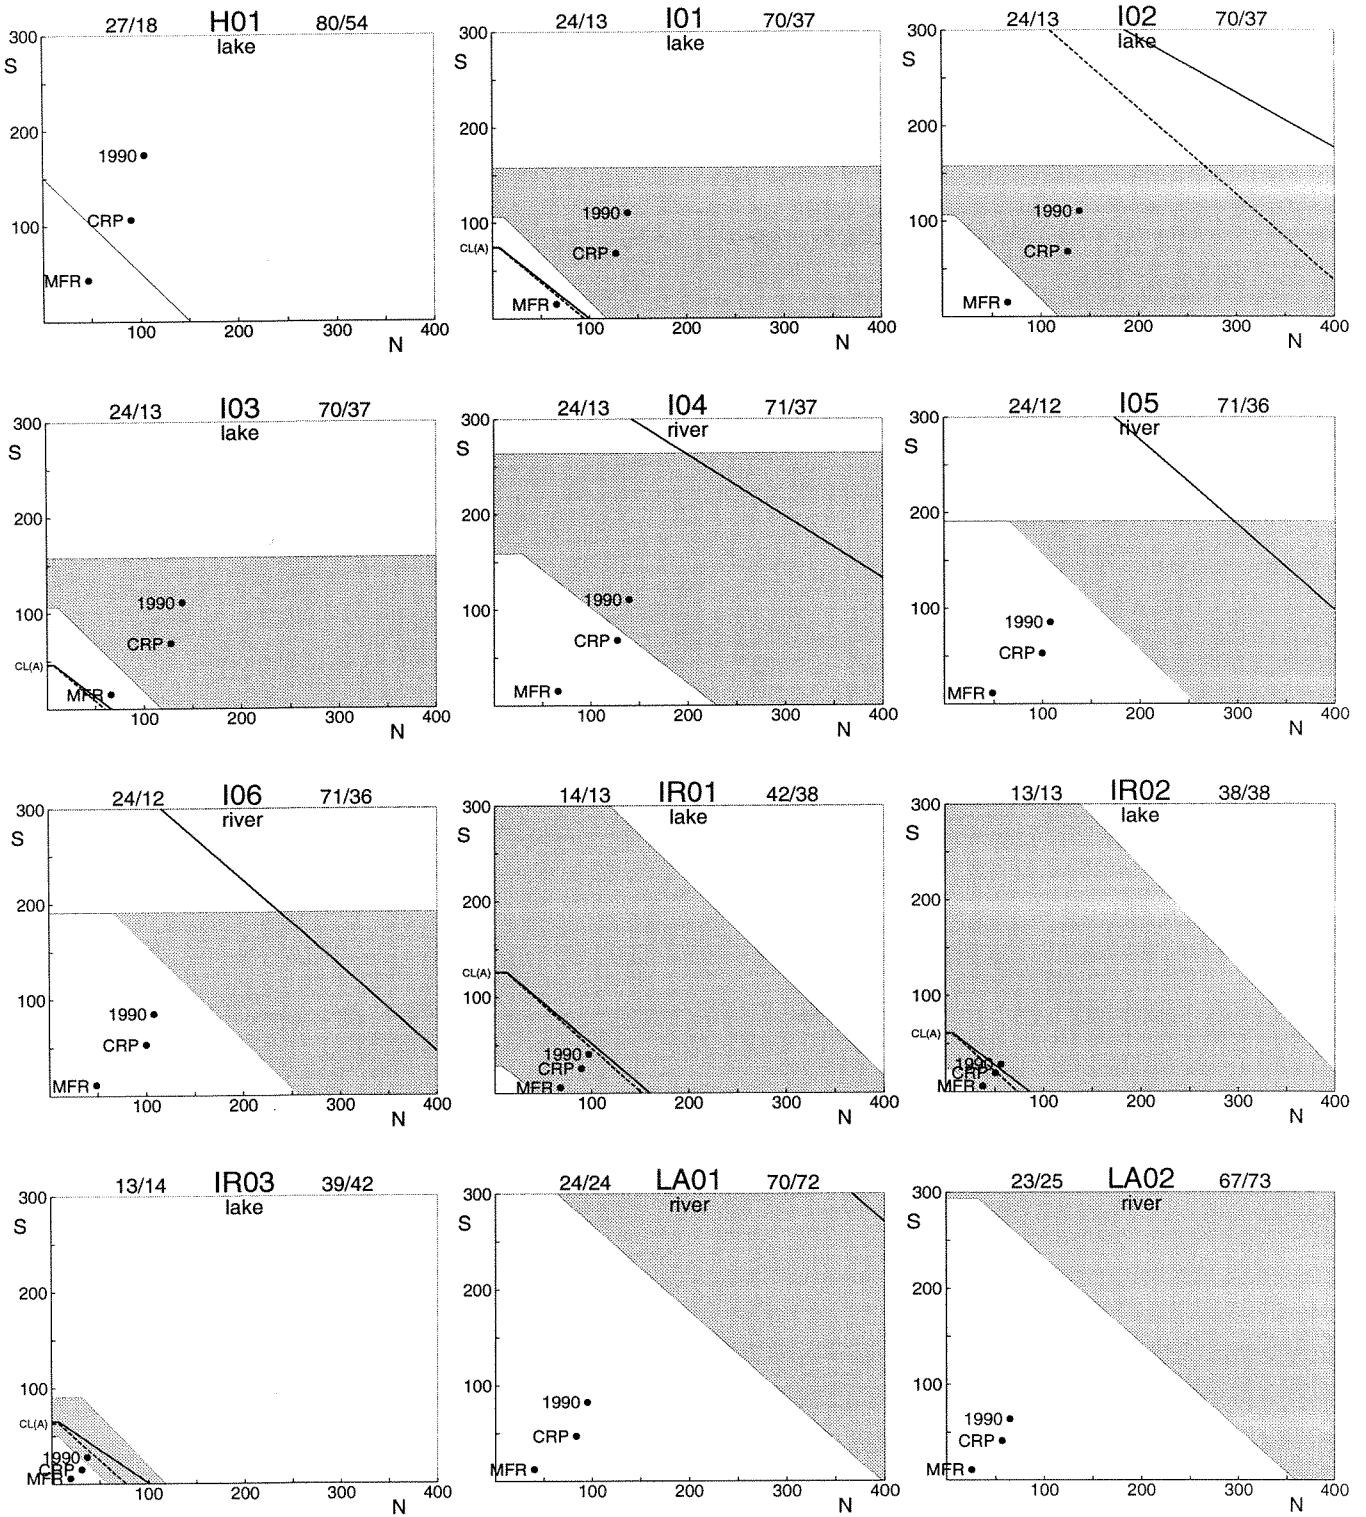 27/18 H01 80/54
lake
300
S
200
100
1990
CRP
MFR
100 200 300 400
N
24/13 I01 70/37
lake
300
S
200
100
CL(A)
1990
CRP
MFR
100 200 300 400
N
24/13 I02 70/37
lake
300
S
200
100
1990
CRP
MFR
100 200 300 400
N
24/13 I03 70/37
lake
300
S
200
100
CL(A)
1990
CRP
MFR
100 200 300 400
N
24/13 I04 71/37
river
300
S
200
100
1990
CRP
MFR
100 200 300 400
N
24/12 I05 71/36
river
300
S
200
100
1990
CRP
MFR
100 200 300 400
N
24/12 I06 71/36
river
300
S
200
100
1990
CRP
MFR
100 200 300 400
N
14/13 IR01 42/38
lake
300
S
200
100
CL(A)
1990
CRP
MFR
100 200 300 400
N
13/13 IR02 38/38
lake
300
S
200
100
CL(A)
1990
CRP
MFR
100 200 300 400
N
13/14 IR03 39/42
lake
300
S
200
100
CL(A)
1990
CRP
MFR
100 200 300 400
N
24/24 LA01 70/72
river
300
S
200
100
1990
CRP
MFR
100 200 300 400
N
23/25 LA02 67/73
river
300
S
200
100
1990
CRP
MFR
100 200 300 400
N